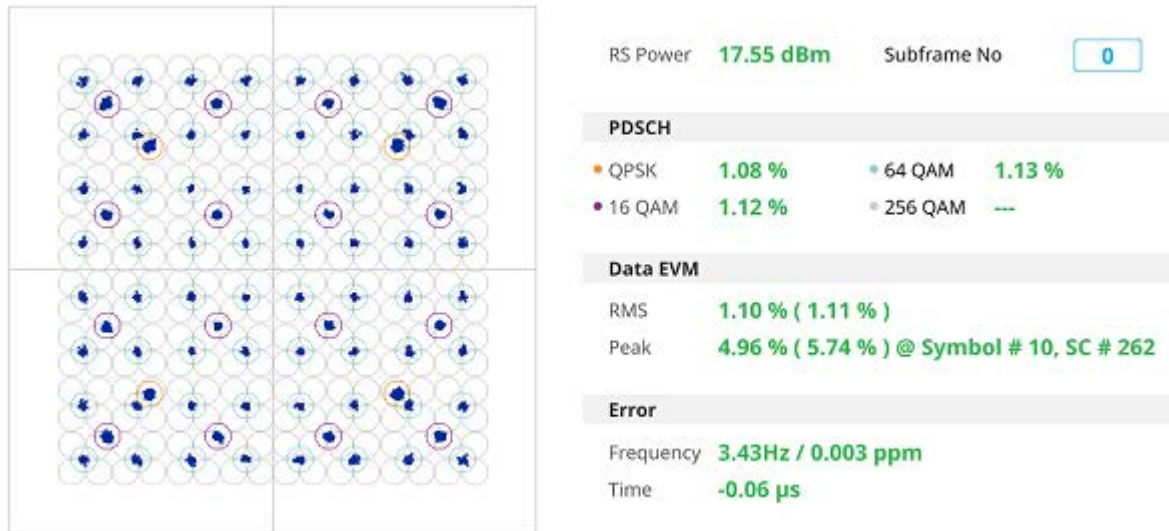 RS Power 17.55 dBm Subframe No 0
PDSCH
QPSK 1.08 % 64 QAM 1.13 %
16 QAM 1.12 % 256 QAM ---
Data EVM
RMS 1.10 % ( 1.11 % )
Peak 4.96 % ( 5.74 % ) @ Symbol # 10, SC # 262
Error
Frequency 3.43Hz / 0.003 ppm
Time -0.06 µs